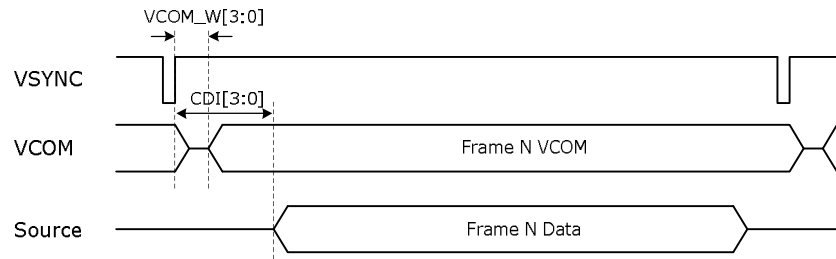 VCOM_W[3:0]
VSYNC
CDI[3:0]
VCOM
Frame N VCOM
Source
Frame N Data